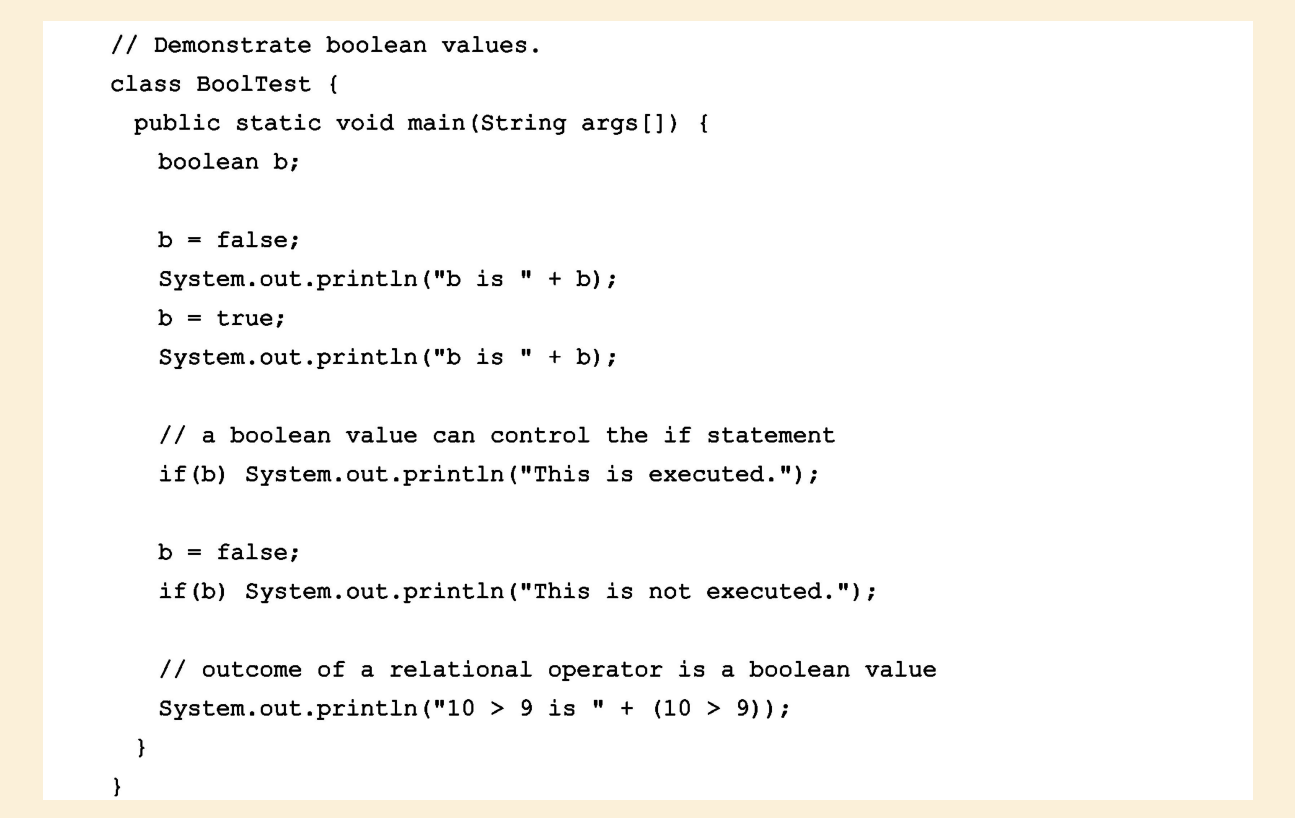 // Demonstrate boolean values.
class BoolTest {
  public static void main(String args[]) {
    boolean b;

    b = false;
    System.out.println("b is " + b);
    b = true;
    System.out.println("b is " + b);

    // a boolean value can control the if statement
    if(b) System.out.println("This is executed.");

    b = false;
    if(b) System.out.println("This is not executed.");

    // outcome of a relational operator is a boolean value
    System.out.println("10 > 9 is " + (10 > 9));
  }
}